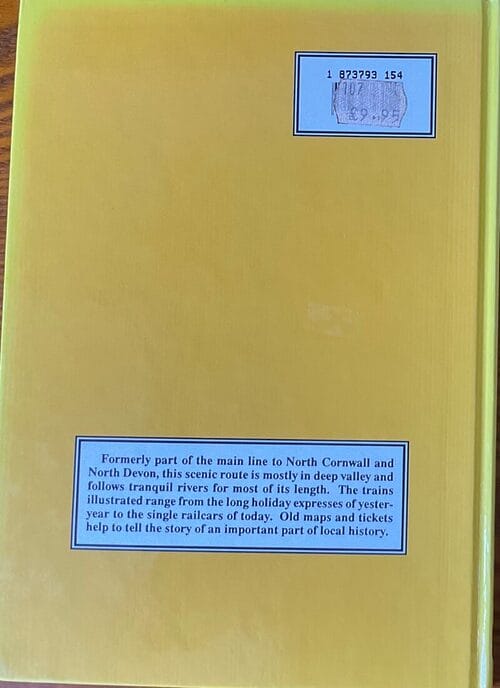 1 873793 154
£9.95
Formerly part of the main line to North Cornwall and
North Devon, this scenic route is mostly in deep valley and
follows tranquil rivers for most of its length. The trains
illustrated range from the long holiday expresses of yester-
year to the single railcars of today. Old maps and tickets
help to tell the story of an important part of local history.